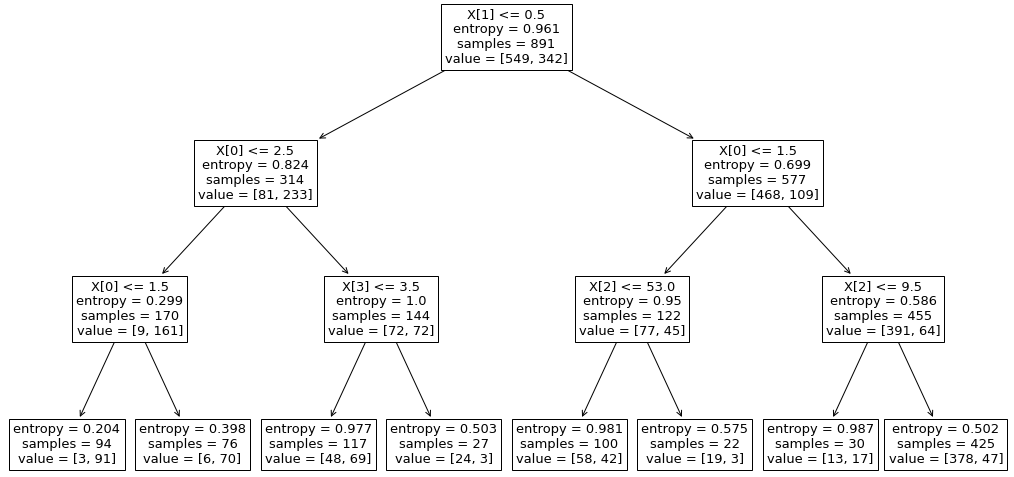 X[1] <= 0.5
entropy = 0.961
samples = 891
value = [549, 342]
X[0] <= 2.5
entropy = 0.824
samples = 314
value = [81, 233]
X[0] <= 1.5
entropy = 0.699
samples = 577
value = [468, 109]
X[0] <= 1.5
entropy = 0.299
samples = 170
value = [9, 161]
X[3] <= 3.5
entropy = 1.0
samples = 144
value = [72, 72]
X[2] <= 53.0
entropy = 0.95
samples = 122
value = [77, 45]
X[2] <= 9.5
entropy = 0.586
samples = 455
value = [391, 64]
entropy = 0.204
samples = 94
value = [3, 91]
entropy = 0.398
samples = 76
value = [6, 70]
entropy = 0.977
samples = 117
value = [48, 69]
entropy = 0.503
samples = 27
value = [24, 3]
entropy = 0.981
samples = 100
value = [58, 42]
entropy = 0.575
samples = 22
value = [19, 3]
entropy = 0.987
samples = 30
value = [13, 17]
entropy = 0.502
samples = 425
value = [378, 47]